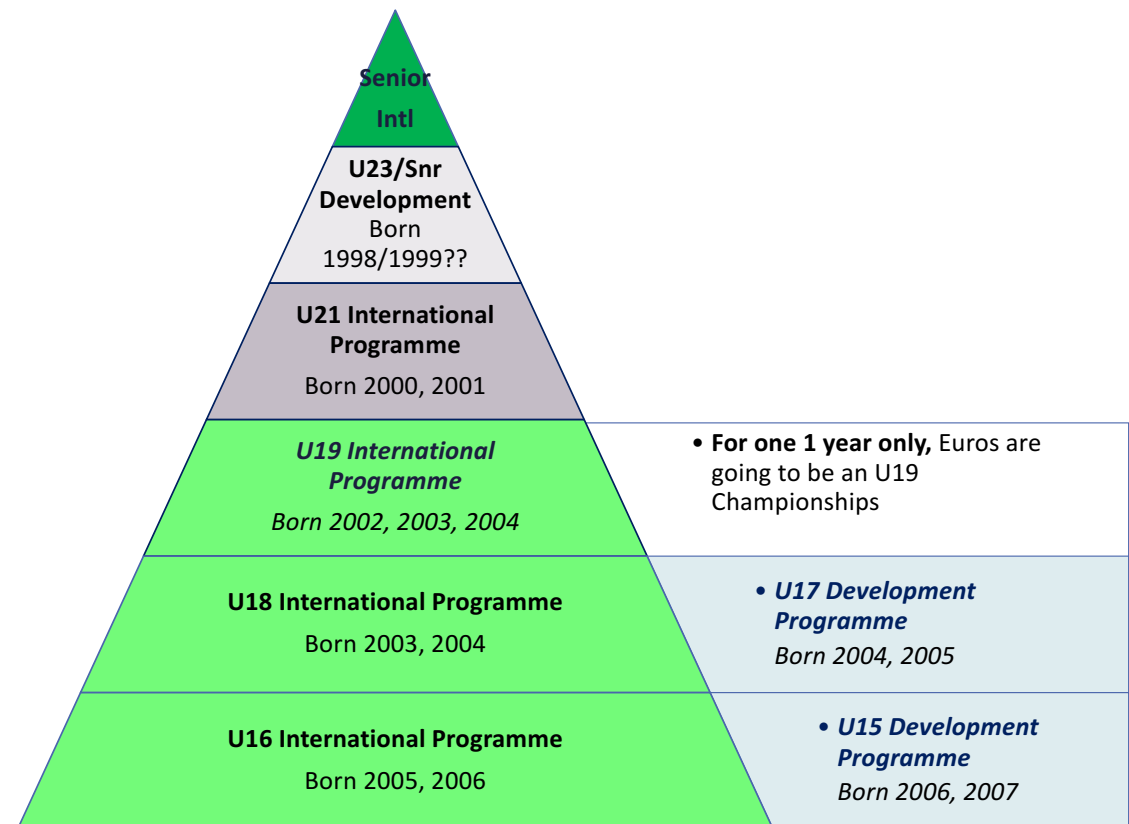 Senior
Intl
U23/Snr
Development
Born
1998/1999??
U21 International
Programme
Born 2000, 2001
U19 International
Programme
Born 2002, 2003, 2004
• For one 1 year only, Euros are
going to be an U19
Championships
U18 International Programme
Born 2003, 2004
• U17 Development
Programme
Born 2004, 2005
U16 International Programme
Born 2005, 2006
• U15 Development
Programme
Born 2006, 2007